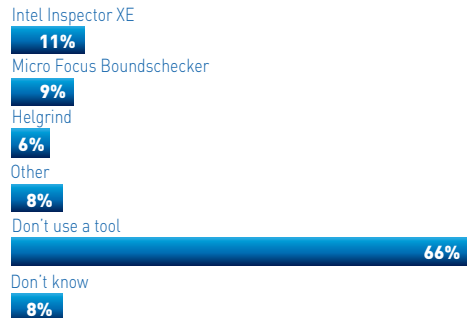 Intel Inspector XE
11%
Micro Focus Boundschecker
9%
Helgrind
6%
Other
8%
Don't use a tool
66%
Don't know
8%